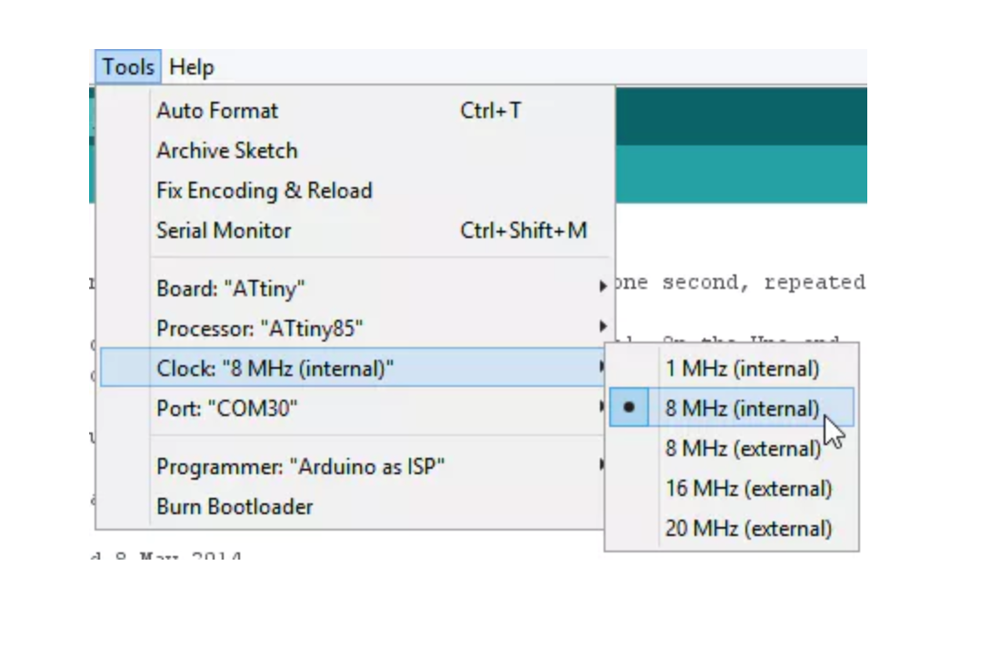 Tools Help
Auto Format Ctrl+T
Archive Sketch
Fix Encoding & Reload
Serial Monitor Ctrl+Shift+M
Board: "ATtiny"
one second, repeated
Processor: "ATtiny85"
Clock: "8 MHz (internal)"
Port: "COM30"
Programmer: "Arduino as ISP"
Burn Bootloader
1 MHz (internal)
8 MHz (internal)
8 MHz (external)
16 MHz (external)
20 MHz (external)
8 May 2014